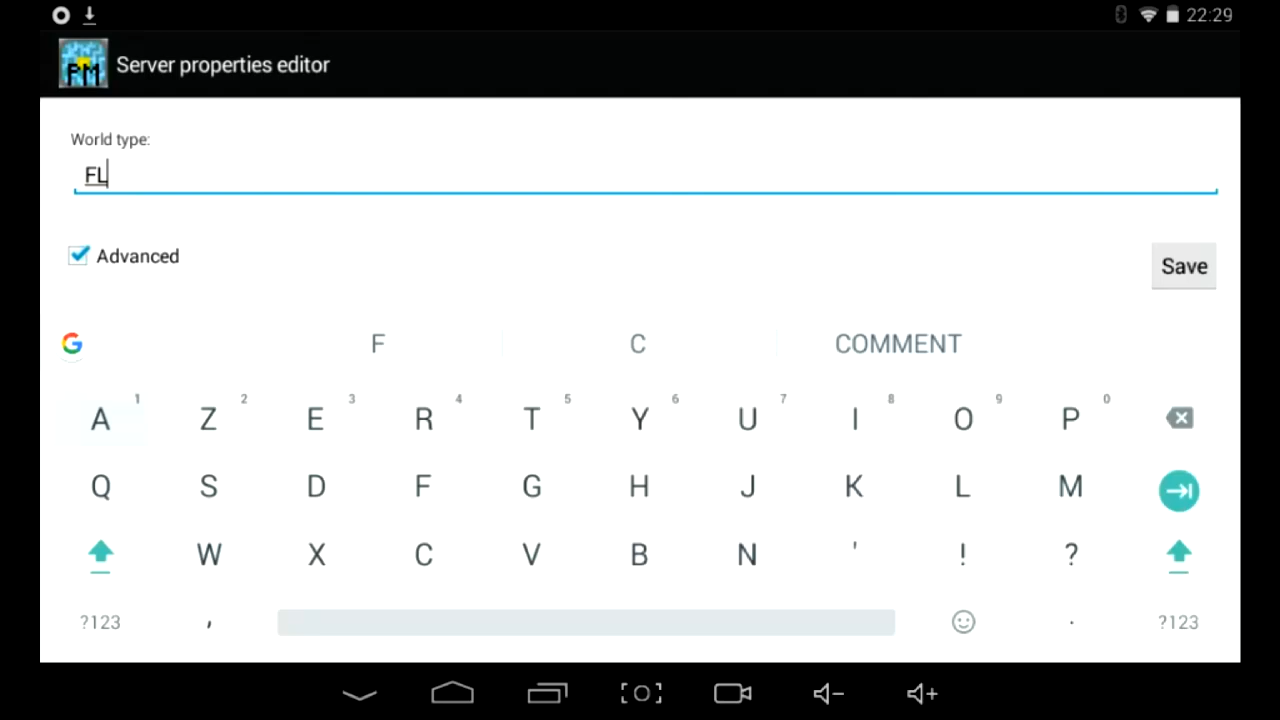 22:29
PM
Server properties editor
World type:
FL
Advanced
Save
G F C COMMENT
1 2 3 4 5 6 7 8 9 0
A Z E R T Y U I O P
Q S D F G H J K L M
W X C V B N ' ! ?
?123 , . ?123